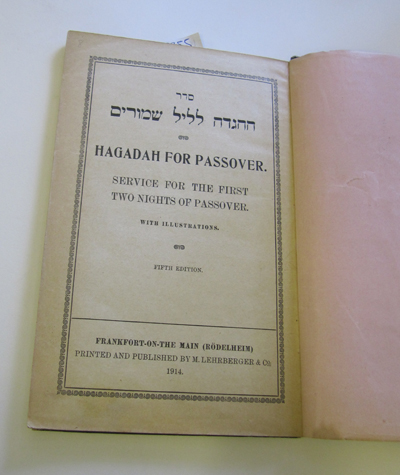 סדר
ההגדה לליל שמורים
HAGADAH FOR PASSOVER.
SERVICE FOR THE FIRST
TWO NIGHTS OF PASSOVER.
WITH ILLUSTRATIONS.
FIFTH EDITION.
FRANKFORT-ON-THE MAIN (RÖDELHEIM)
PRINTED AND PUBLISHED BY M. LEHRBERGER & Co.
1914.